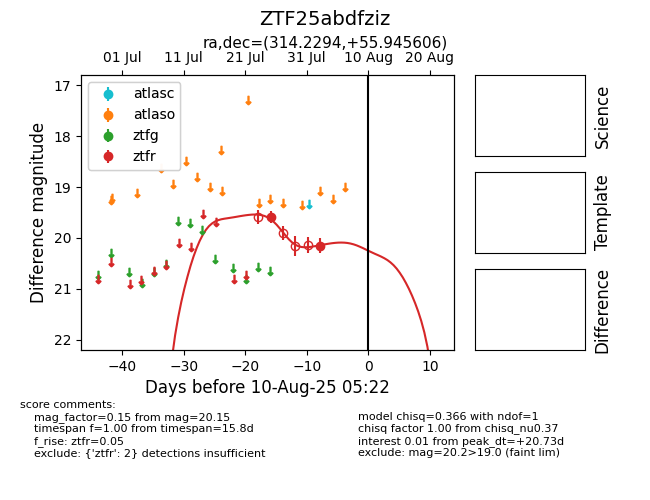 ZTF25abdfziz
ra,dec=(314.2294,+55.945606)
01 Jul 11 Jul 21 Jul 31 Jul 10 Aug 20 Aug
atlasc
atlaso
ztfg
ztfr
17
18
19
20
21
22
Difference magnitude
−40 −30 −20 −10 0 10
Days before 10-Aug-25 05:22
Science
Template
Difference
score comments:
mag_factor=0.15 from mag=20.15
timespan f=1.00 from timespan=15.8d
f_rise: ztfr=0.05
exclude: {'ztfr': 2} detections insufficient
model chisq=0.366 with ndof=1
chisq factor 1.00 from chisq_nu0.37
interest 0.01 from peak_dt=+20.73d
exclude: mag=20.2>19.0 (faint lim)